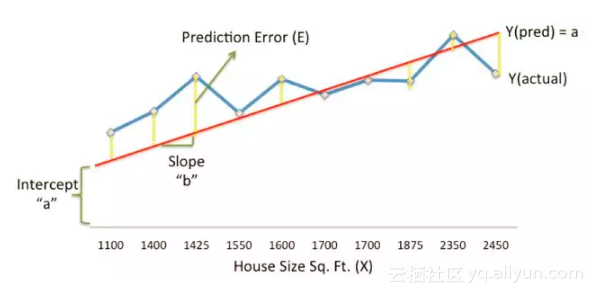 Prediction Error (E)
Y(pred) = a
Y(actual)
Slope
"b"
Intercept
"a"
1100 1400 1425 1550 1600 1700 1700 1875 2350 2450
House Size Sq. Ft. (X)
云栖社区 yq.aliyun.com